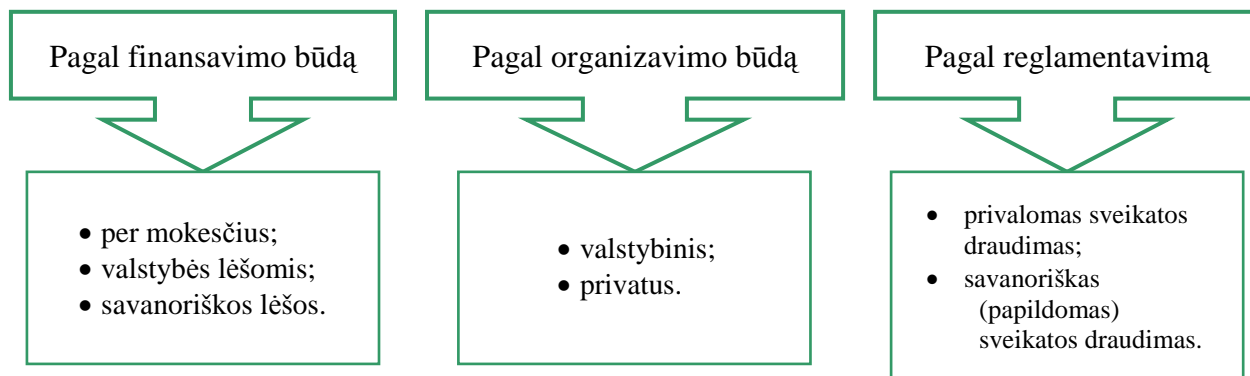 Pagal finansavimo būdą
• per mokesčius;
• valstybės lėšomis;
• savanoriškos lėšos.
Pagal organizavimo būdą
• valstybinis;
• privatus.
Pagal reglamentavimą
• privalomas sveikatos
draudimas;
• savanoriškas
(papildomas)
sveikatos draudimas.